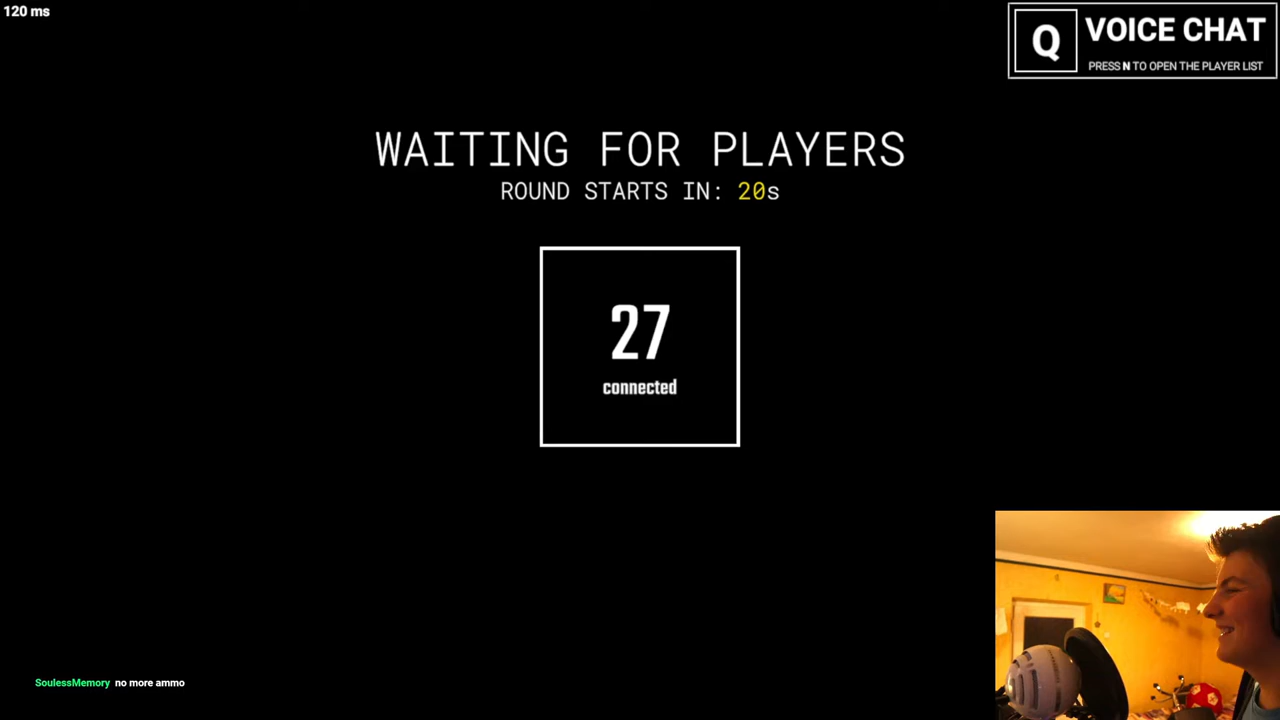 120 ms
Q
VOICE CHAT
PRESS N TO OPEN THE PLAYER LIST
WAITING FOR PLAYERS
ROUND STARTS IN: 20s
27
connected
SoulessMemory no more ammo